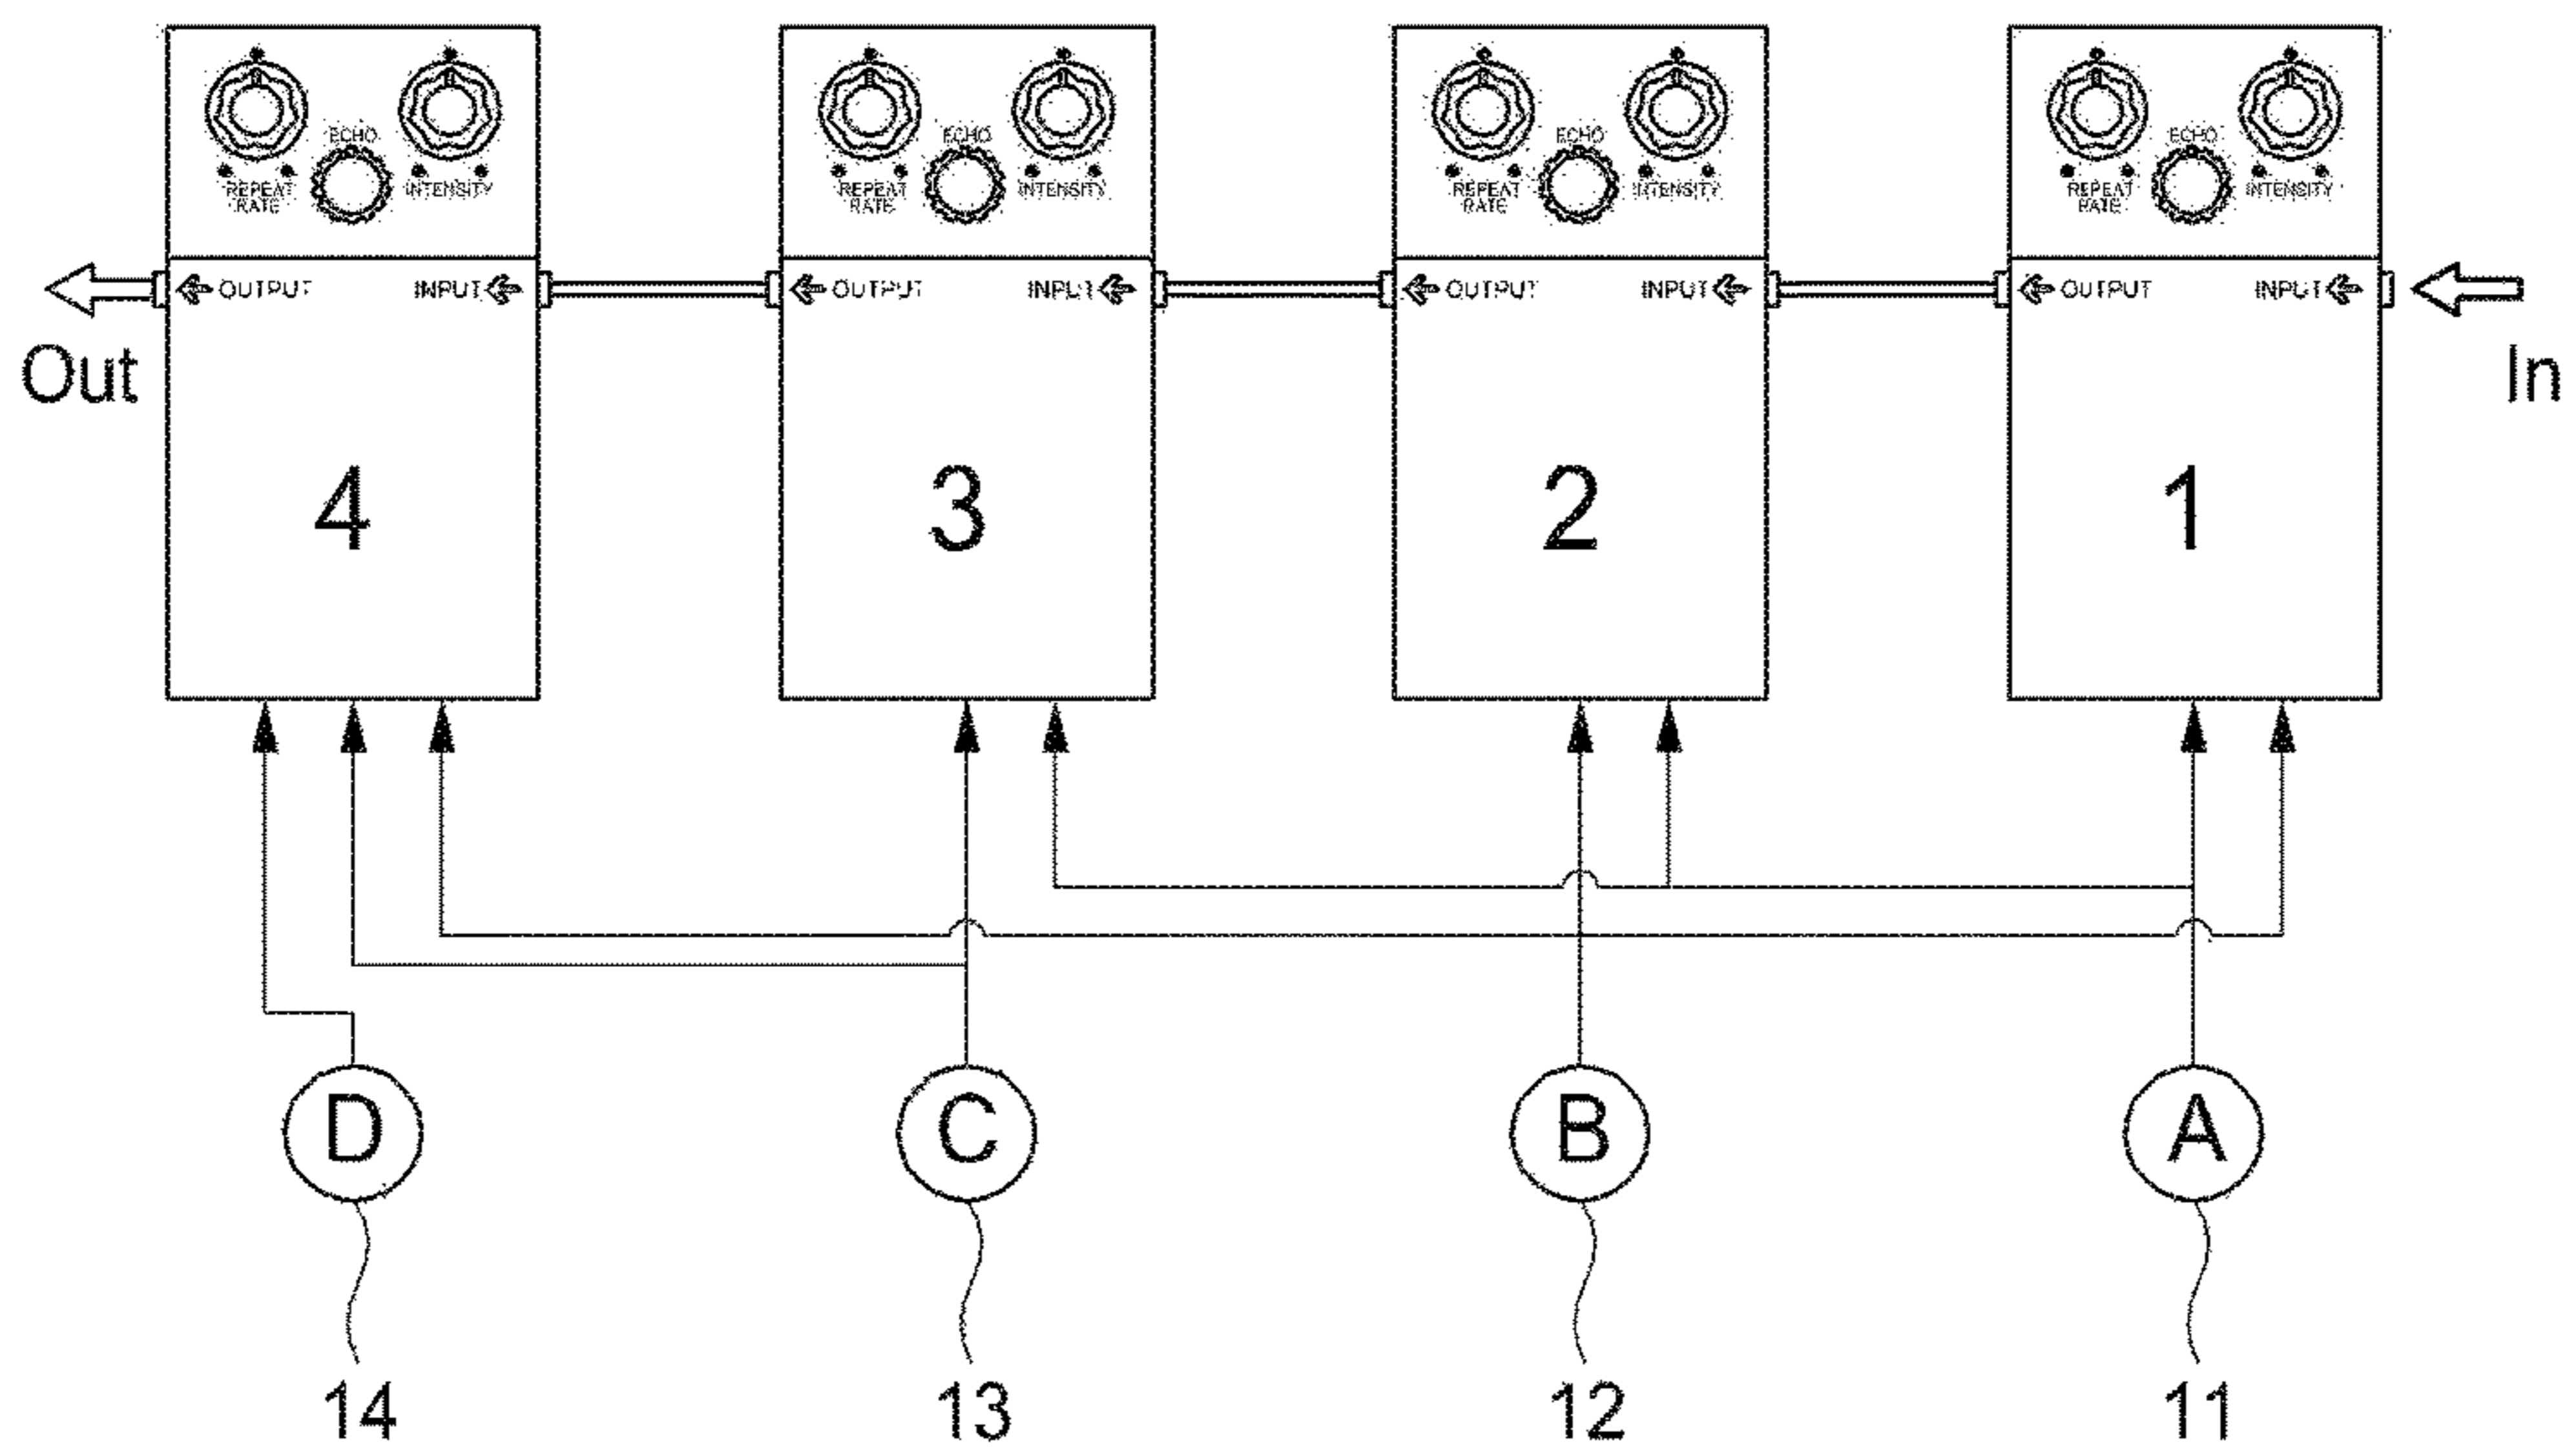 ECHO
REPEAT
RATE
INTENSITY
ECHO
REPEAT
RATE
INTENSITY
ECHO
REPEAT
RATE
INTENSITY
ECHO
REPEAT
RATE
INTENSITY
OUTPUT INPUT OUTPUT INPUT OUTPUT INPUT OUTPUT INPUT
Out In
4 3 2 1
D C B A
14 13 12 11